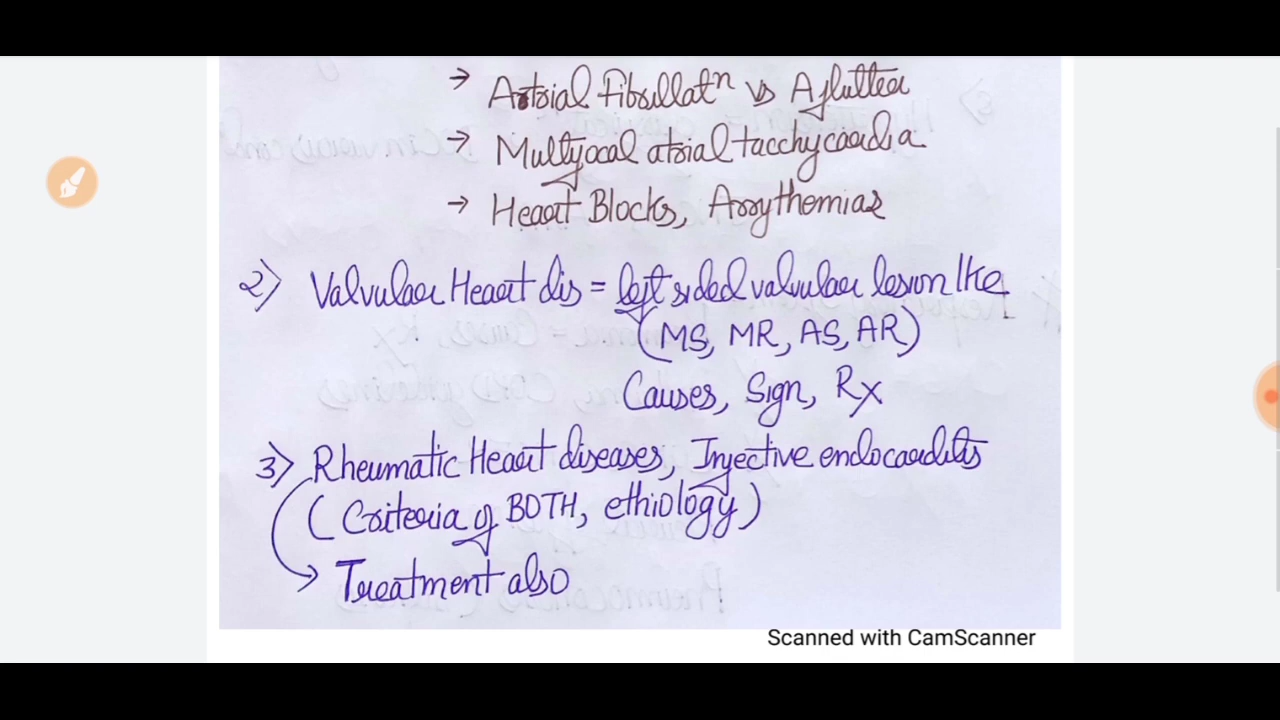 → Atrial Fibrillatn vs A flutter
→ Multifocal atrial tacchycardia
→ Heart Blocks, Arrythemias
2) Valvular Heart dis = left sided valvular lesion like
(MS, MR, AS, AR)
Causes, Sign, Rx
3) Rheumatic Heart diseases, Infective endocarditis
(Criteria of BOTH, ethiology)
→ Treatment also
Scanned with CamScanner